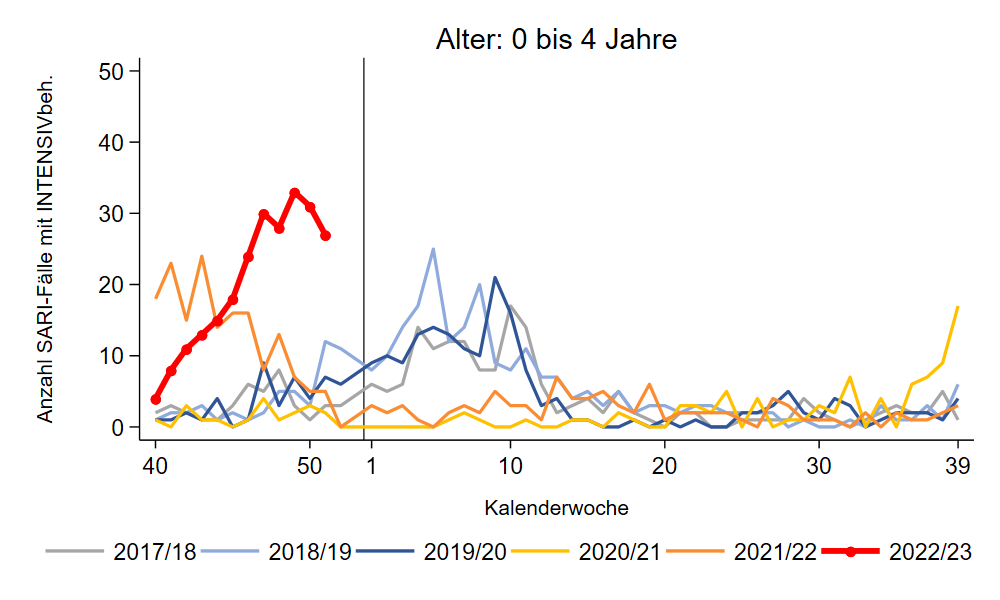 Alter: 0 bis 4 Jahre
Anzahl SARI-Fälle mit INTENSIVbeh.
50
40
30
20
10
0
40 50 1 10 20 30 39
Kalenderwoche
2017/18 2018/19 2019/20 2020/21 2021/22 2022/23